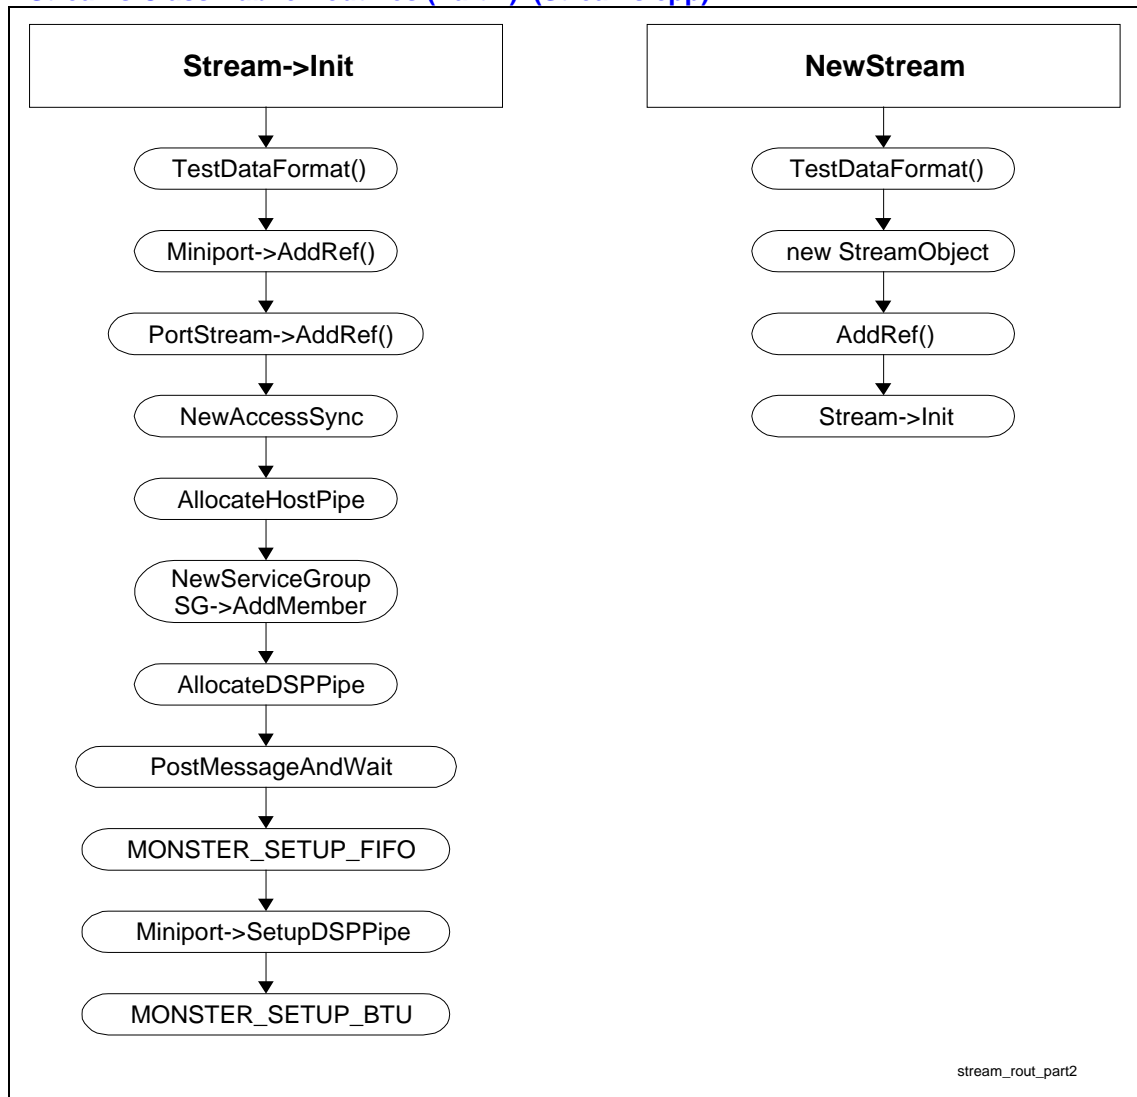 Stream->Init
TestDataFormat()
Miniport->AddRef()
PortStream->AddRef()
NewAccessSync
AllocateHostPipe
NewServiceGroup
SG->AddMember
AllocateDSPPipe
PostMessageAndWait
MONSTER_SETUP_FIFO
Miniport->SetupDSPPipe
MONSTER_SETUP_BTU
NewStream
TestDataFormat()
new StreamObject
AddRef()
Stream->Init
stream_rout_part2